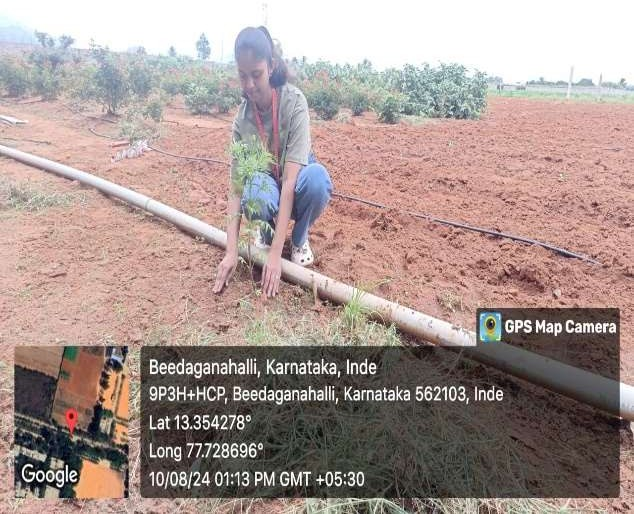 GPS Map Camera
Beedaganahalli, Karnataka, Inde
9P3H+HCP, Beedaganahalli, Karnataka 562103, Inde
Lat 13.354278°
Long 77.728696°
10/08/24 01:13 PM GMT +05:30
Google